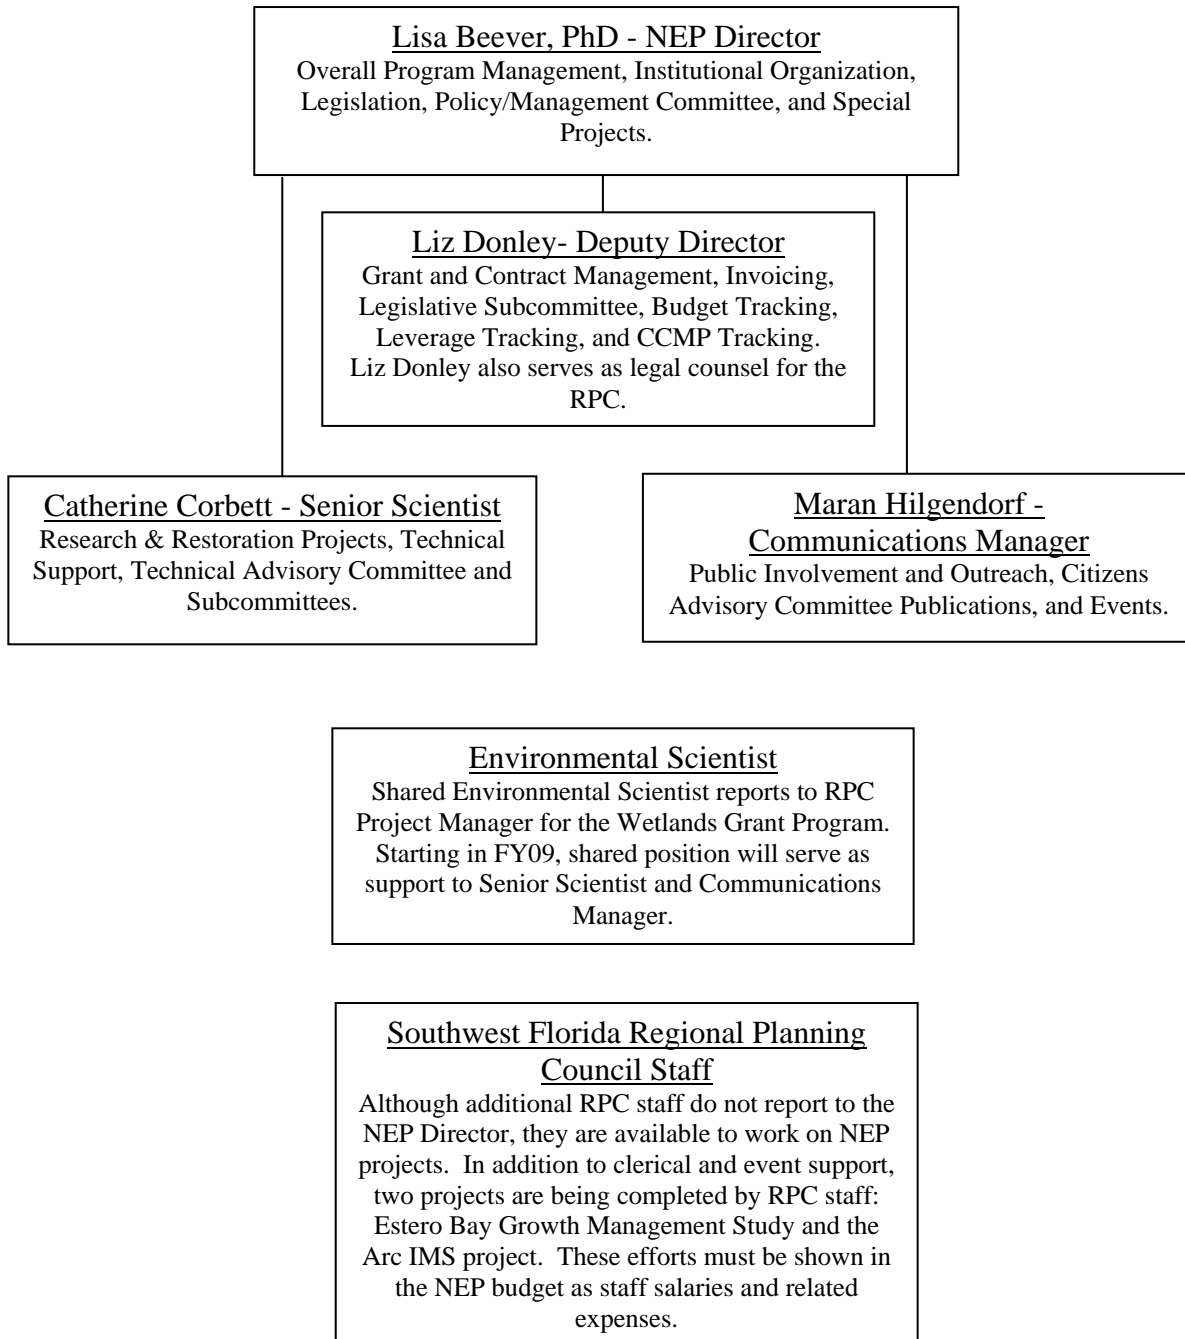 Lisa Beever, PhD - NEP Director
Overall Program Management, Institutional Organization,
Legislation, Policy/Management Committee, and Special
Projects.
Liz Donley- Deputy Director
Grant and Contract Management, Invoicing,
Legislative Subcommittee, Budget Tracking,
Leverage Tracking, and CCMP Tracking.
Liz Donley also serves as legal counsel for the
RPC.
Catherine Corbett - Senior Scientist
Research & Restoration Projects, Technical
Support, Technical Advisory Committee and
Subcommittees.
Maran Hilgendorf -
Communications Manager
Public Involvement and Outreach, Citizens
Advisory Committee Publications, and Events.
Environmental Scientist
Shared Environmental Scientist reports to RPC
Project Manager for the Wetlands Grant Program.
Starting in FY09, shared position will serve as
support to Senior Scientist and Communications
Manager.
Southwest Florida Regional Planning
Council Staff
Although additional RPC staff do not report to the
NEP Director, they are available to work on NEP
projects.  In addition to clerical and event support,
two projects are being completed by RPC staff:
Estero Bay Growth Management Study and the
Arc IMS project.  These efforts must be shown in
the NEP budget as staff salaries and related
expenses.